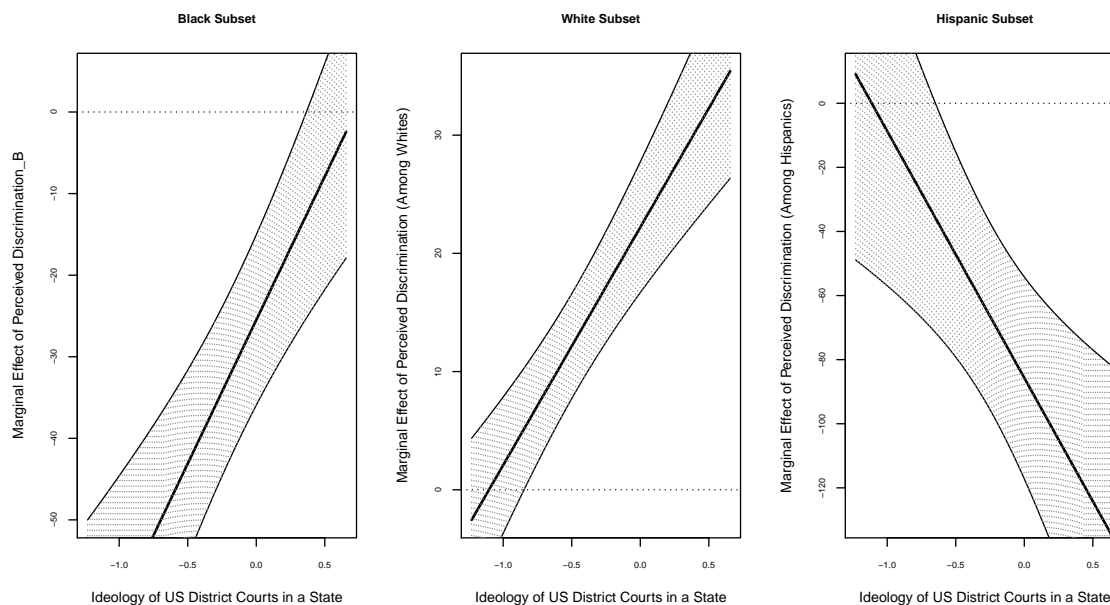 Black Subset
Marginal Effect of Perceived Discrimination_B
0
−10
−20
−30
−40
−50
−1.0 −0.5 0.0 0.5
Ideology of US District Courts in a State
White Subset
Marginal Effect of Perceived Discrimination (Among Whites)
30
20
10
0
−1.0 −0.5 0.0 0.5
Ideology of US District Courts in a State
Hispanic Subset
Marginal Effect of Perceived Discrimination (Among Hispanics)
0
−20
−40
−60
−80
−100
−120
−1.0 −0.5 0.0 0.5
Ideology of US District Courts in a State